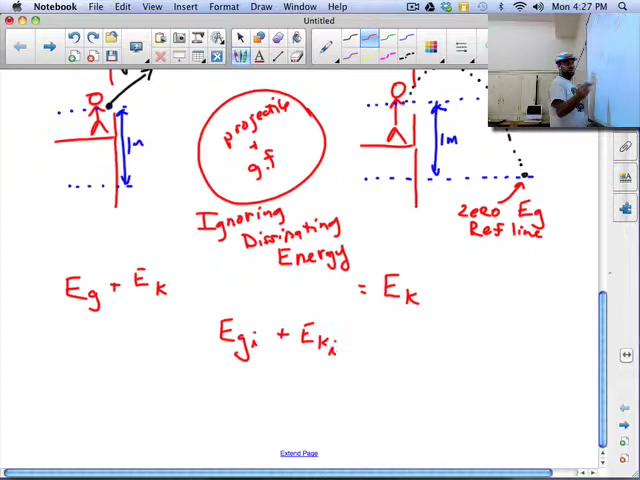 Notebook File Edit View Insert Format Draw Window Help Mon 4:27 PM
Untitled
1m
projectile
+
g.f
1m
Zero Eg
Ref line
Ignoring
Dissipating
Energy
Eg + Ek = Ek
Egi + Eki
Extend Page